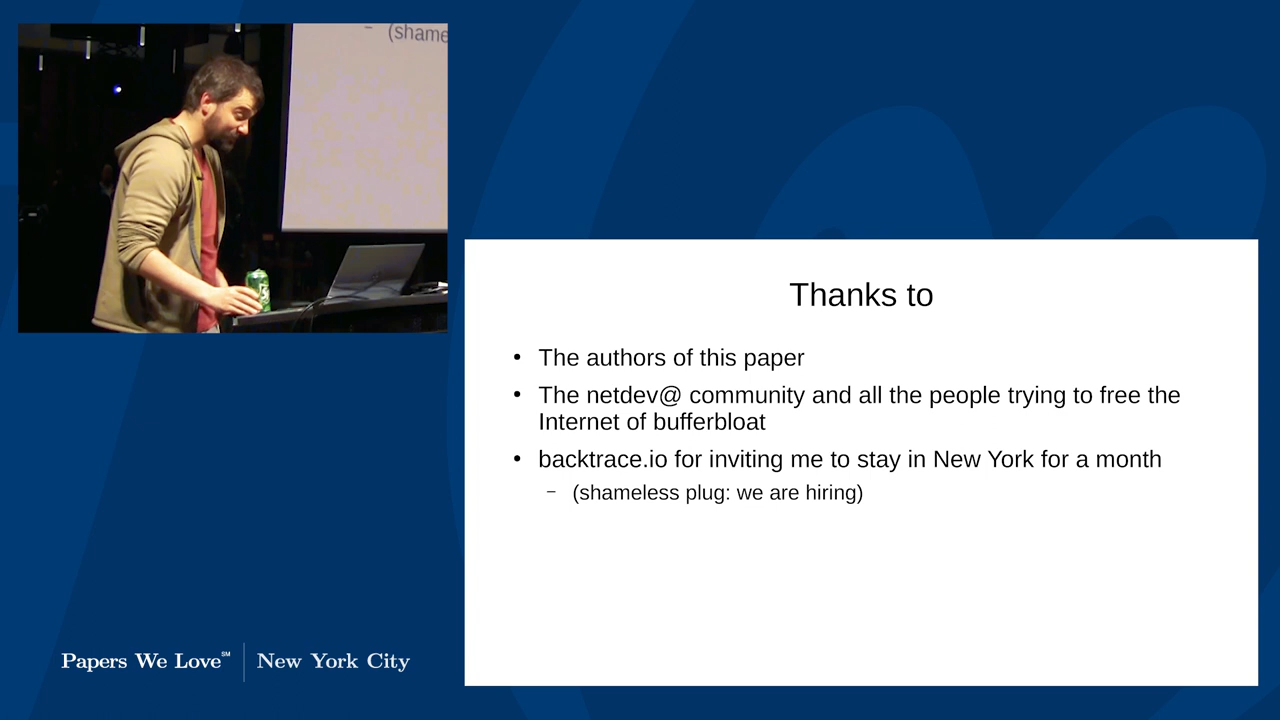 – (shame
Thanks to
• The authors of this paper
• The netdev@ community and all the people trying to free the
Internet of bufferbloat
• backtrace.io for inviting me to stay in New York for a month
– (shameless plug: we are hiring)
Papers We Love℠ | New York City